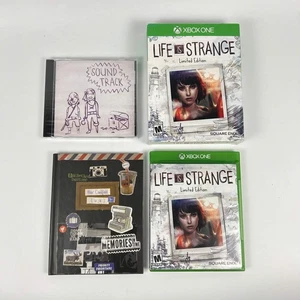 SOUND
TRACK
XBOX ONE
LIFE IS STRANGE
Limited Edition
M
SQUARE ENIX
MEMORIES
XBOX ONE
LIFE IS STRANGE
Limited Edition
M
SQUARE ENIX